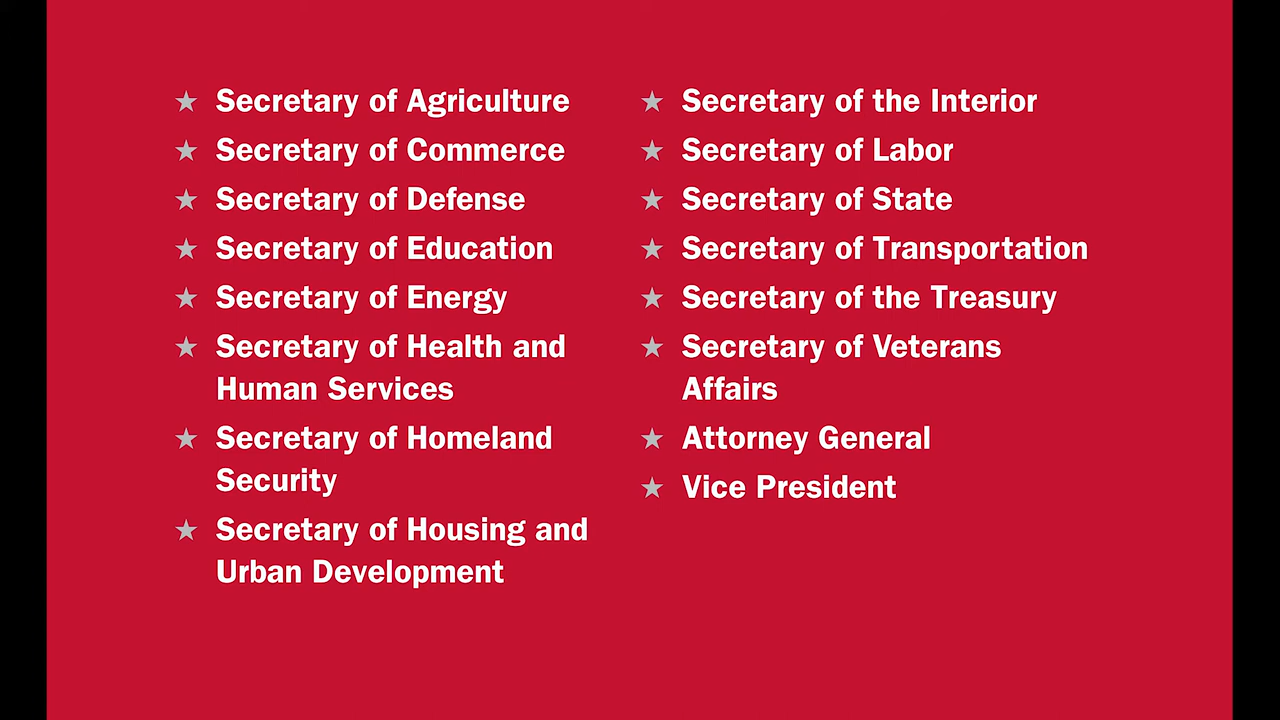 ★ Secretary of Agriculture
★ Secretary of Commerce
★ Secretary of Defense
★ Secretary of Education
★ Secretary of Energy
★ Secretary of Health and
Human Services
★ Secretary of Homeland
Security
★ Secretary of Housing and
Urban Development
★ Secretary of the Interior
★ Secretary of Labor
★ Secretary of State
★ Secretary of Transportation
★ Secretary of the Treasury
★ Secretary of Veterans
Affairs
★ Attorney General
★ Vice President